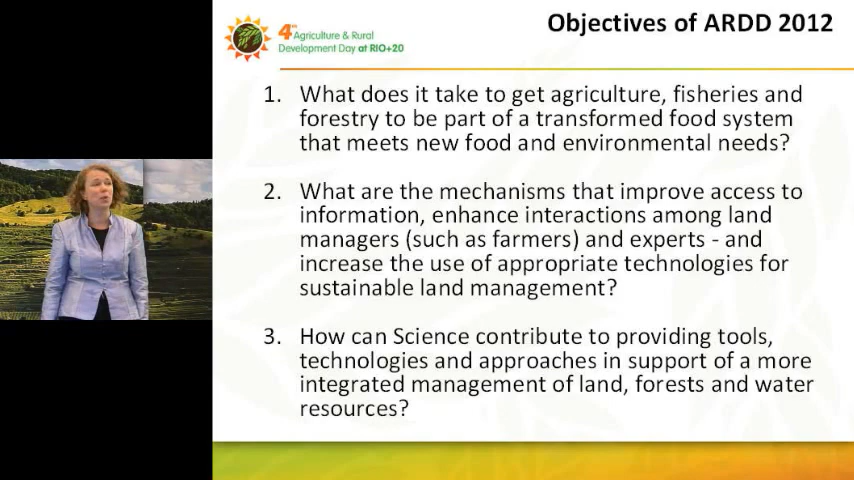 Objectives of ARDD 2012
4th Agriculture & Rural
Development Day at RIO+20
1. What does it take to get agriculture, fisheries and
forestry to be part of a transformed food system
that meets new food and environmental needs?
2. What are the mechanisms that improve access to
information, enhance interactions among land
managers (such as farmers) and experts - and
increase the use of appropriate technologies for
sustainable land management?
3. How can Science contribute to providing tools,
technologies and approaches in support of a more
integrated management of land, forests and water
resources?